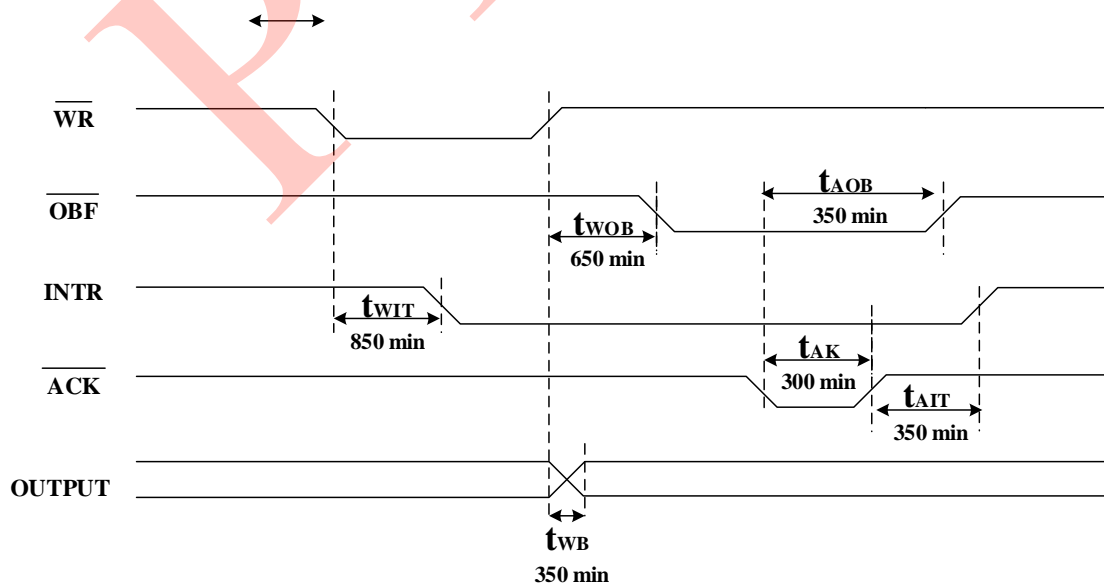 WR
OBF
tAOB
350 min
tWOB
650 min
INTR
tWIT
850 min
tAK
300 min
ACK
tAIT
350 min
OUTPUT
tWB
350 min